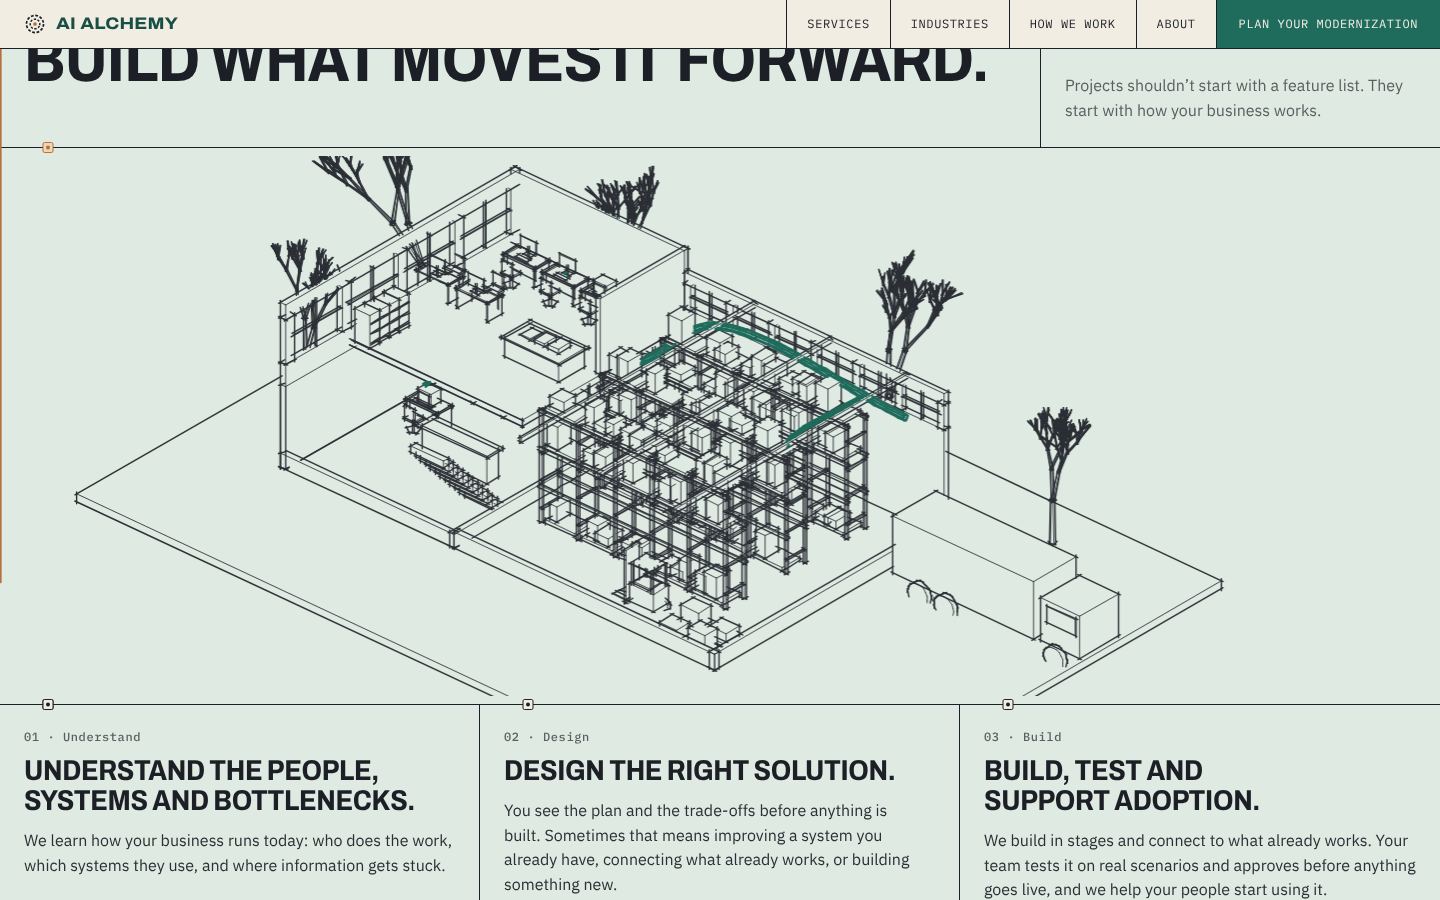 AI ALCHEMY
SERVICES
INDUSTRIES
HOW WE WORK
ABOUT
PLAN YOUR MODERNIZATION
BUILD WHAT MOVES IT FORWARD.
Projects shouldn’t start with a feature list. They
start with how your business works.
01 · Understand
UNDERSTAND THE PEOPLE,
SYSTEMS AND BOTTLENECKS.
We learn how your business runs today: who does the work,
which systems they use, and where information gets stuck.
02 · Design
DESIGN THE RIGHT SOLUTION.
You see the plan and the trade-offs before anything is
built. Sometimes that means improving a system you
already have, connecting what already works, or building
something new.
03 · Build
BUILD, TEST AND
SUPPORT ADOPTION.
We build in stages and connect to what already works. Your
team tests it on real scenarios and approves before anything
goes live, and we help your people start using it.